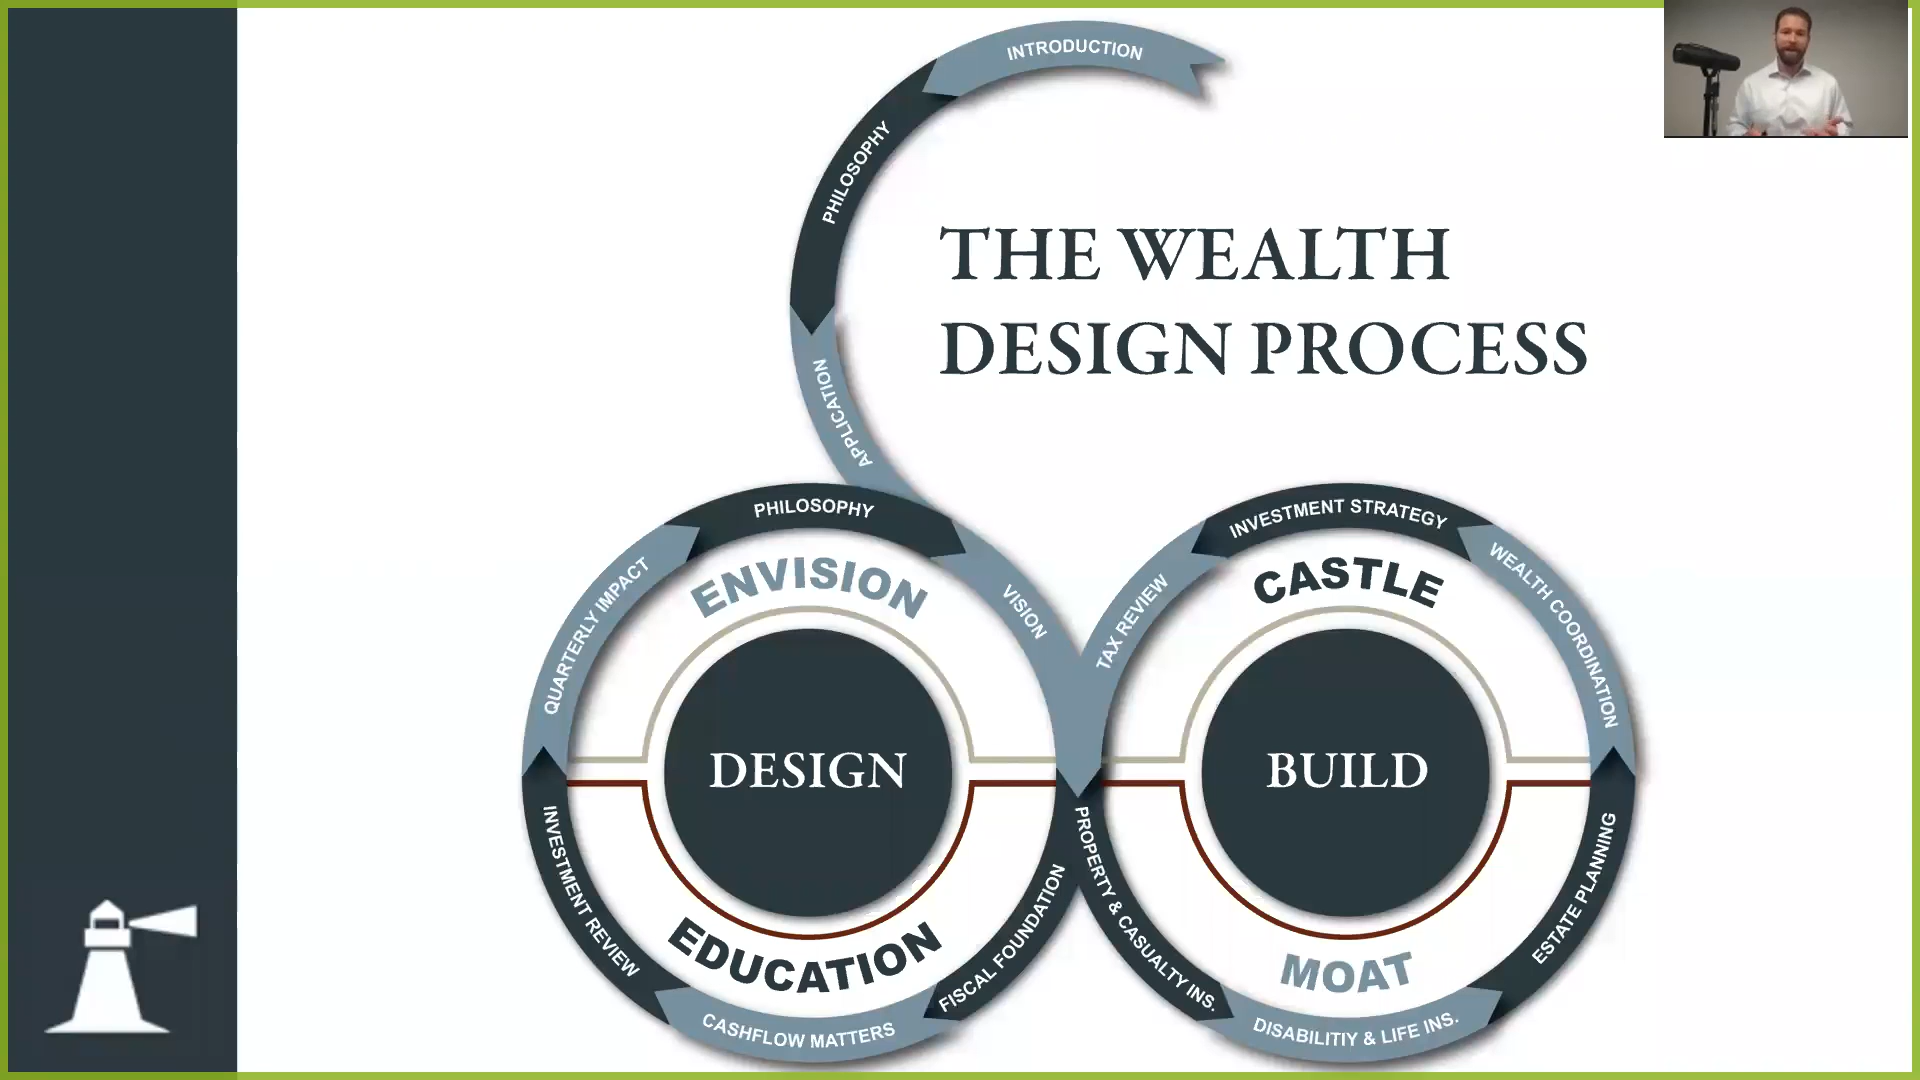 INTRODUCTION
PHILOSOPHY
APPLICATION
THE WEALTH
DESIGN PROCESS
PHILOSOPHY
VISION
QUARTERLY IMPACT
ENVISION
DESIGN
EDUCATION
INVESTMENT REVIEW
CASHFLOW MATTERS
FISCAL FOUNDATION
TAX REVIEW
INVESTMENT STRATEGY
WEALTH COORDINATION
CASTLE
BUILD
MOAT
PROPERTY & CASUALTY INS.
DISABILITIY & LIFE INS.
ESTATE PLANNING